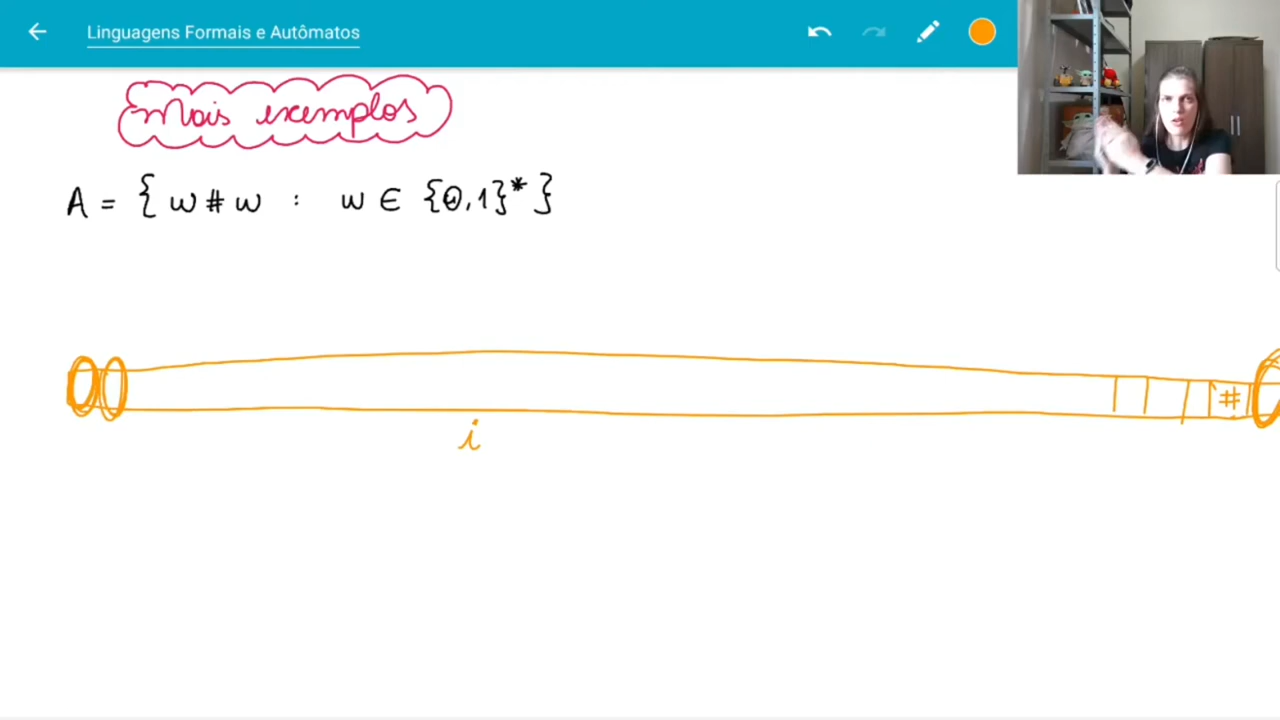 Linguagens Formais e Autômatos
Mais exemplos
A = { w # w : w ∈ {0,1}* }
#
i